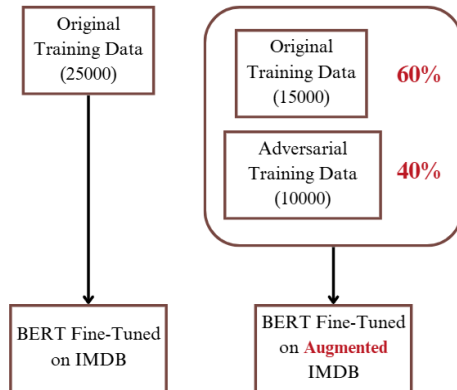 Original
Training Data
(25000)
Original
Training Data
(15000)
60%
Adversarial
Training Data
(10000)
40%
BERT Fine-Tuned
on IMDB
BERT Fine-Tuned
on Augmented
IMDB